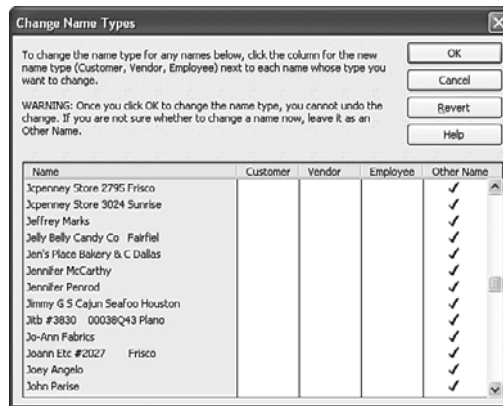 Change Name Types
To change the name type for any names below, click the column for the new
name type (Customer, Vendor, Employee) next to each name whose type you
want to change.
WARNING: Once you click OK to change the name type, you cannot undo the
change. If you are not sure whether to change a name now, leave it as an
Other Name.
OK
Cancel
Revert
Help
Name Customer Vendor Employee Other Name
Jcpenney Store 2795 Frisco
Jcpenney Store 3024 Sunrise
Jeffrey Marks
Jelly Belly Candy Co Fairfiel
Jen's Place Bakery & C Dallas
Jennifer McCarthy
Jennifer Penrod
Jimmy G S Cajun Seafoo Houston
Jitb #3830 00038Q43 Plano
Jo-Ann Fabrics
Joann Etc #2027 Frisco
Joey Angelo
John Parise